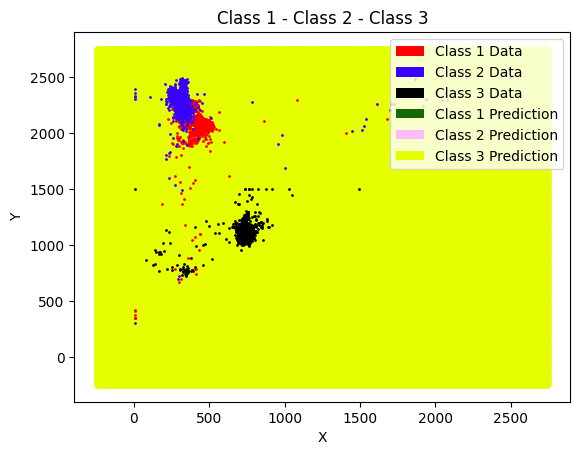 Class 1 - Class 2 - Class 3
Class 1 Data
Class 2 Data
Class 3 Data
Class 1 Prediction
Class 2 Prediction
Class 3 Prediction
Y
2500
2000
1500
1000
500
0
0 500 1000 1500 2000 2500
X